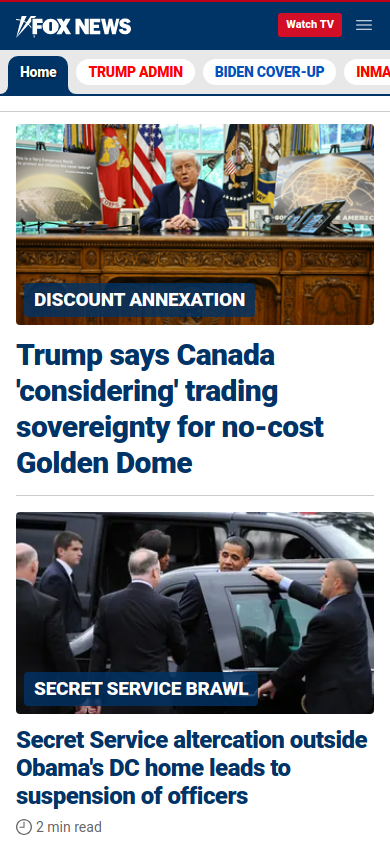 FOX NEWS
Watch TV
Home
TRUMP ADMIN
BIDEN COVER-UP
INMA
DISCOUNT ANNEXATION
Trump says Canada
'considering' trading
sovereignty for no-cost
Golden Dome
SECRET SERVICE BRAWL
Secret Service altercation outside
Obama's DC home leads to
suspension of officers
2 min read